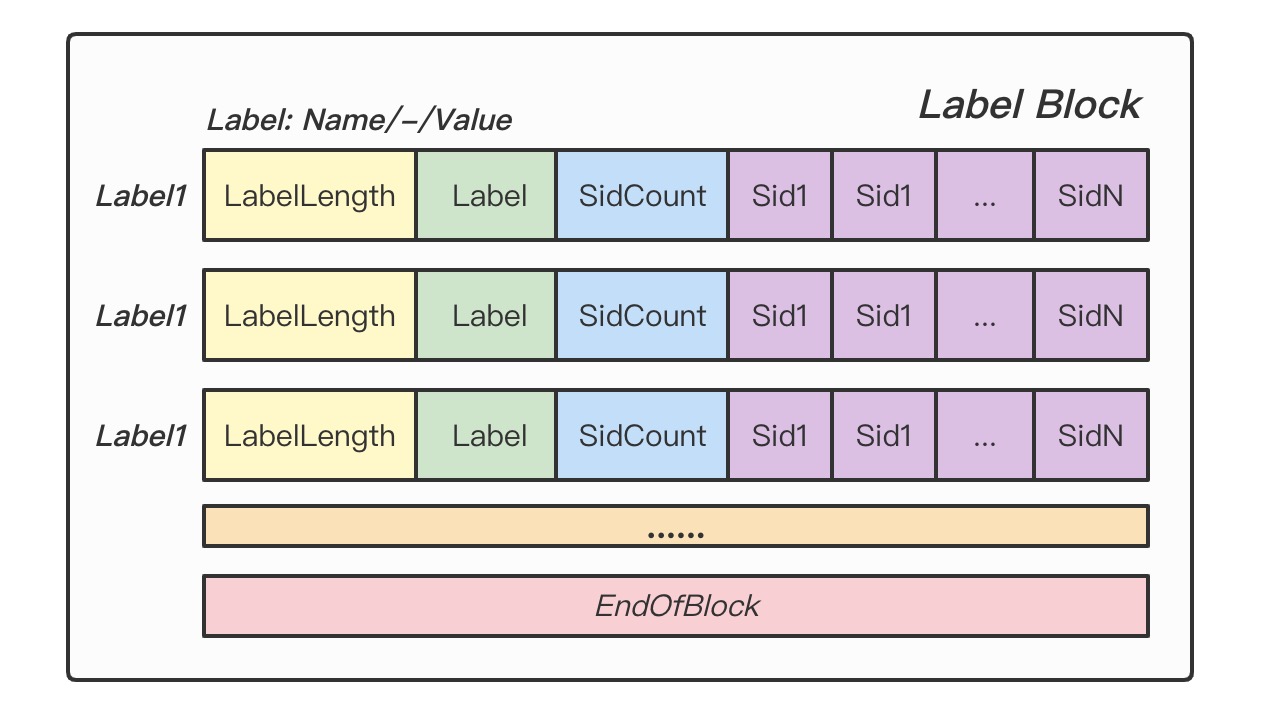 Label Block
Label: Name/-/Value
Label1 LabelLength Label SidCount Sid1 Sid1 ... SidN
Label1 LabelLength Label SidCount Sid1 Sid1 ... SidN
Label1 LabelLength Label SidCount Sid1 Sid1 ... SidN
......
EndOfBlock